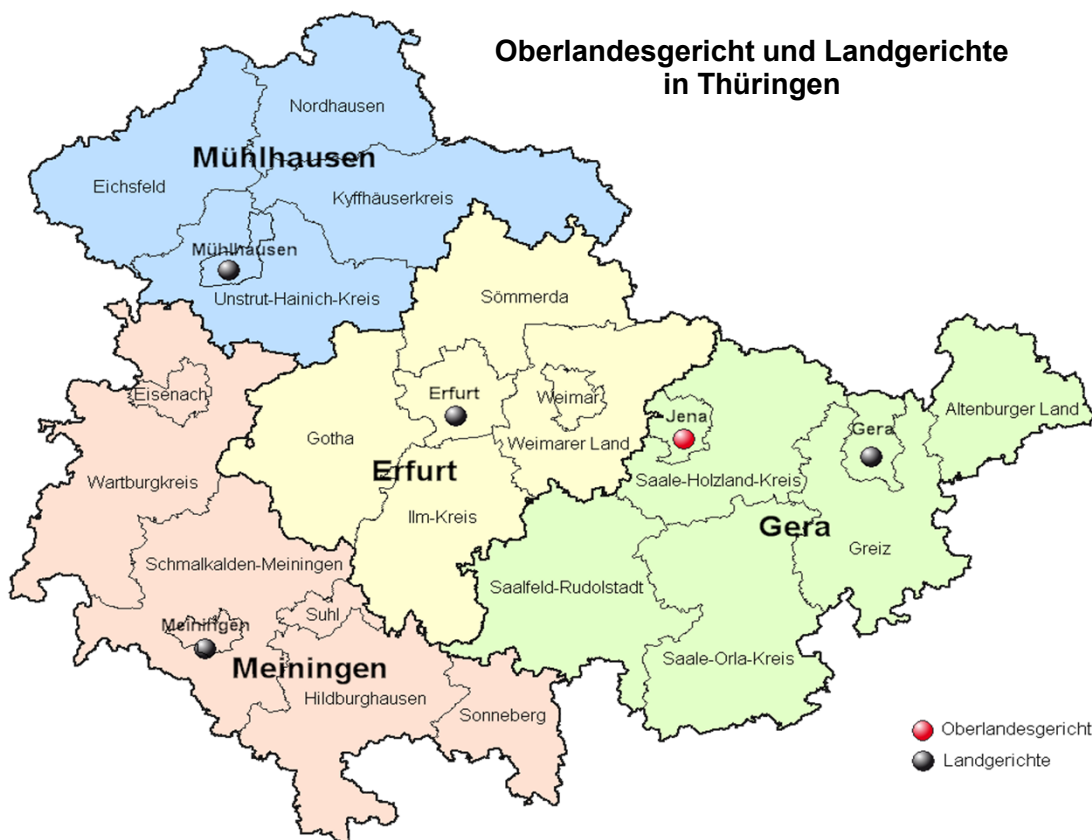 Oberlandesgericht und Landgerichte
in Thüringen
Nordhausen
Mühlhausen
Eichsfeld
Kyffhäuserkreis
Mühlhausen
Unstrut-Hainich-Kreis
Sömmerda
Eisenach
Erfurt
Weimar
Gotha
Weimarer Land
Jena
Gera
Altenburger Land
Wartburgkreis
Erfurt
Saale-Holzland-Kreis
Ilm-Kreis
Gera
Greiz
Schmalkalden-Meiningen
Saalfeld-Rudolstadt
Suhl
Meiningen
Meiningen
Saale-Orla-Kreis
Hildburghausen
Sonneberg
Oberlandesgericht
Landgerichte